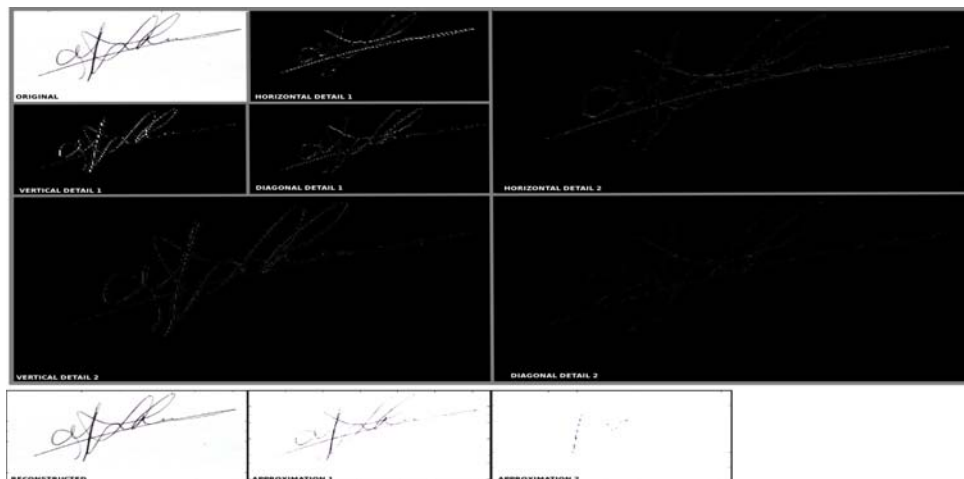 ORIGINAL
HORIZONTAL DETAIL 1
VERTICAL DETAIL 1
DIAGONAL DETAIL 1
HORIZONTAL DETAIL 2
VERTICAL DETAIL 2
DIAGONAL DETAIL 2
RECONSTRUCTED
APPROXIMATION 1
APPROXIMATION 2